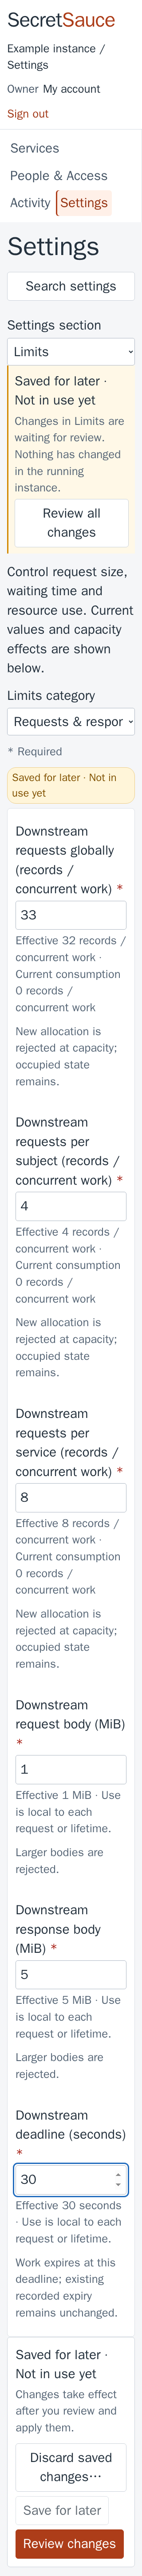 SecretSauce
Example instance /
Settings
Owner My account
Sign out
Services
People & Access
Activity Settings
Settings
Search settings
Settings section
Limits
Saved for later ·
Not in use yet
Changes in Limits are
waiting for review.
Nothing has changed
in the running
instance.
Review all
changes
Control request size,
waiting time and
resource use. Current
values and capacity
effects are shown
below.
Limits category
Requests & respor
* Required
Saved for later · Not in
use yet
Downstream
requests globally
(records /
concurrent work) *
33
Effective 32 records /
concurrent work ·
Current consumption
0 records /
concurrent work
New allocation is
rejected at capacity;
occupied state
remains.
Downstream
requests per
subject (records /
concurrent work) *
4
Effective 4 records /
concurrent work ·
Current consumption
0 records /
concurrent work
New allocation is
rejected at capacity;
occupied state
remains.
Downstream
requests per
service (records /
concurrent work) *
8
Effective 8 records /
concurrent work ·
Current consumption
0 records /
concurrent work
New allocation is
rejected at capacity;
occupied state
remains.
Downstream
request body (MiB)
*
1
Effective 1 MiB · Use
is local to each
request or lifetime.
Larger bodies are
rejected.
Downstream
response body
(MiB) *
5
Effective 5 MiB · Use
is local to each
request or lifetime.
Larger bodies are
rejected.
Downstream
deadline (seconds)
*
30
Effective 30 seconds
· Use is local to each
request or lifetime.
Work expires at this
deadline; existing
recorded expiry
remains unchanged.
Saved for later ·
Not in use yet
Changes take effect
after you review and
apply them.
Discard saved
changes…
Save for later
Review changes